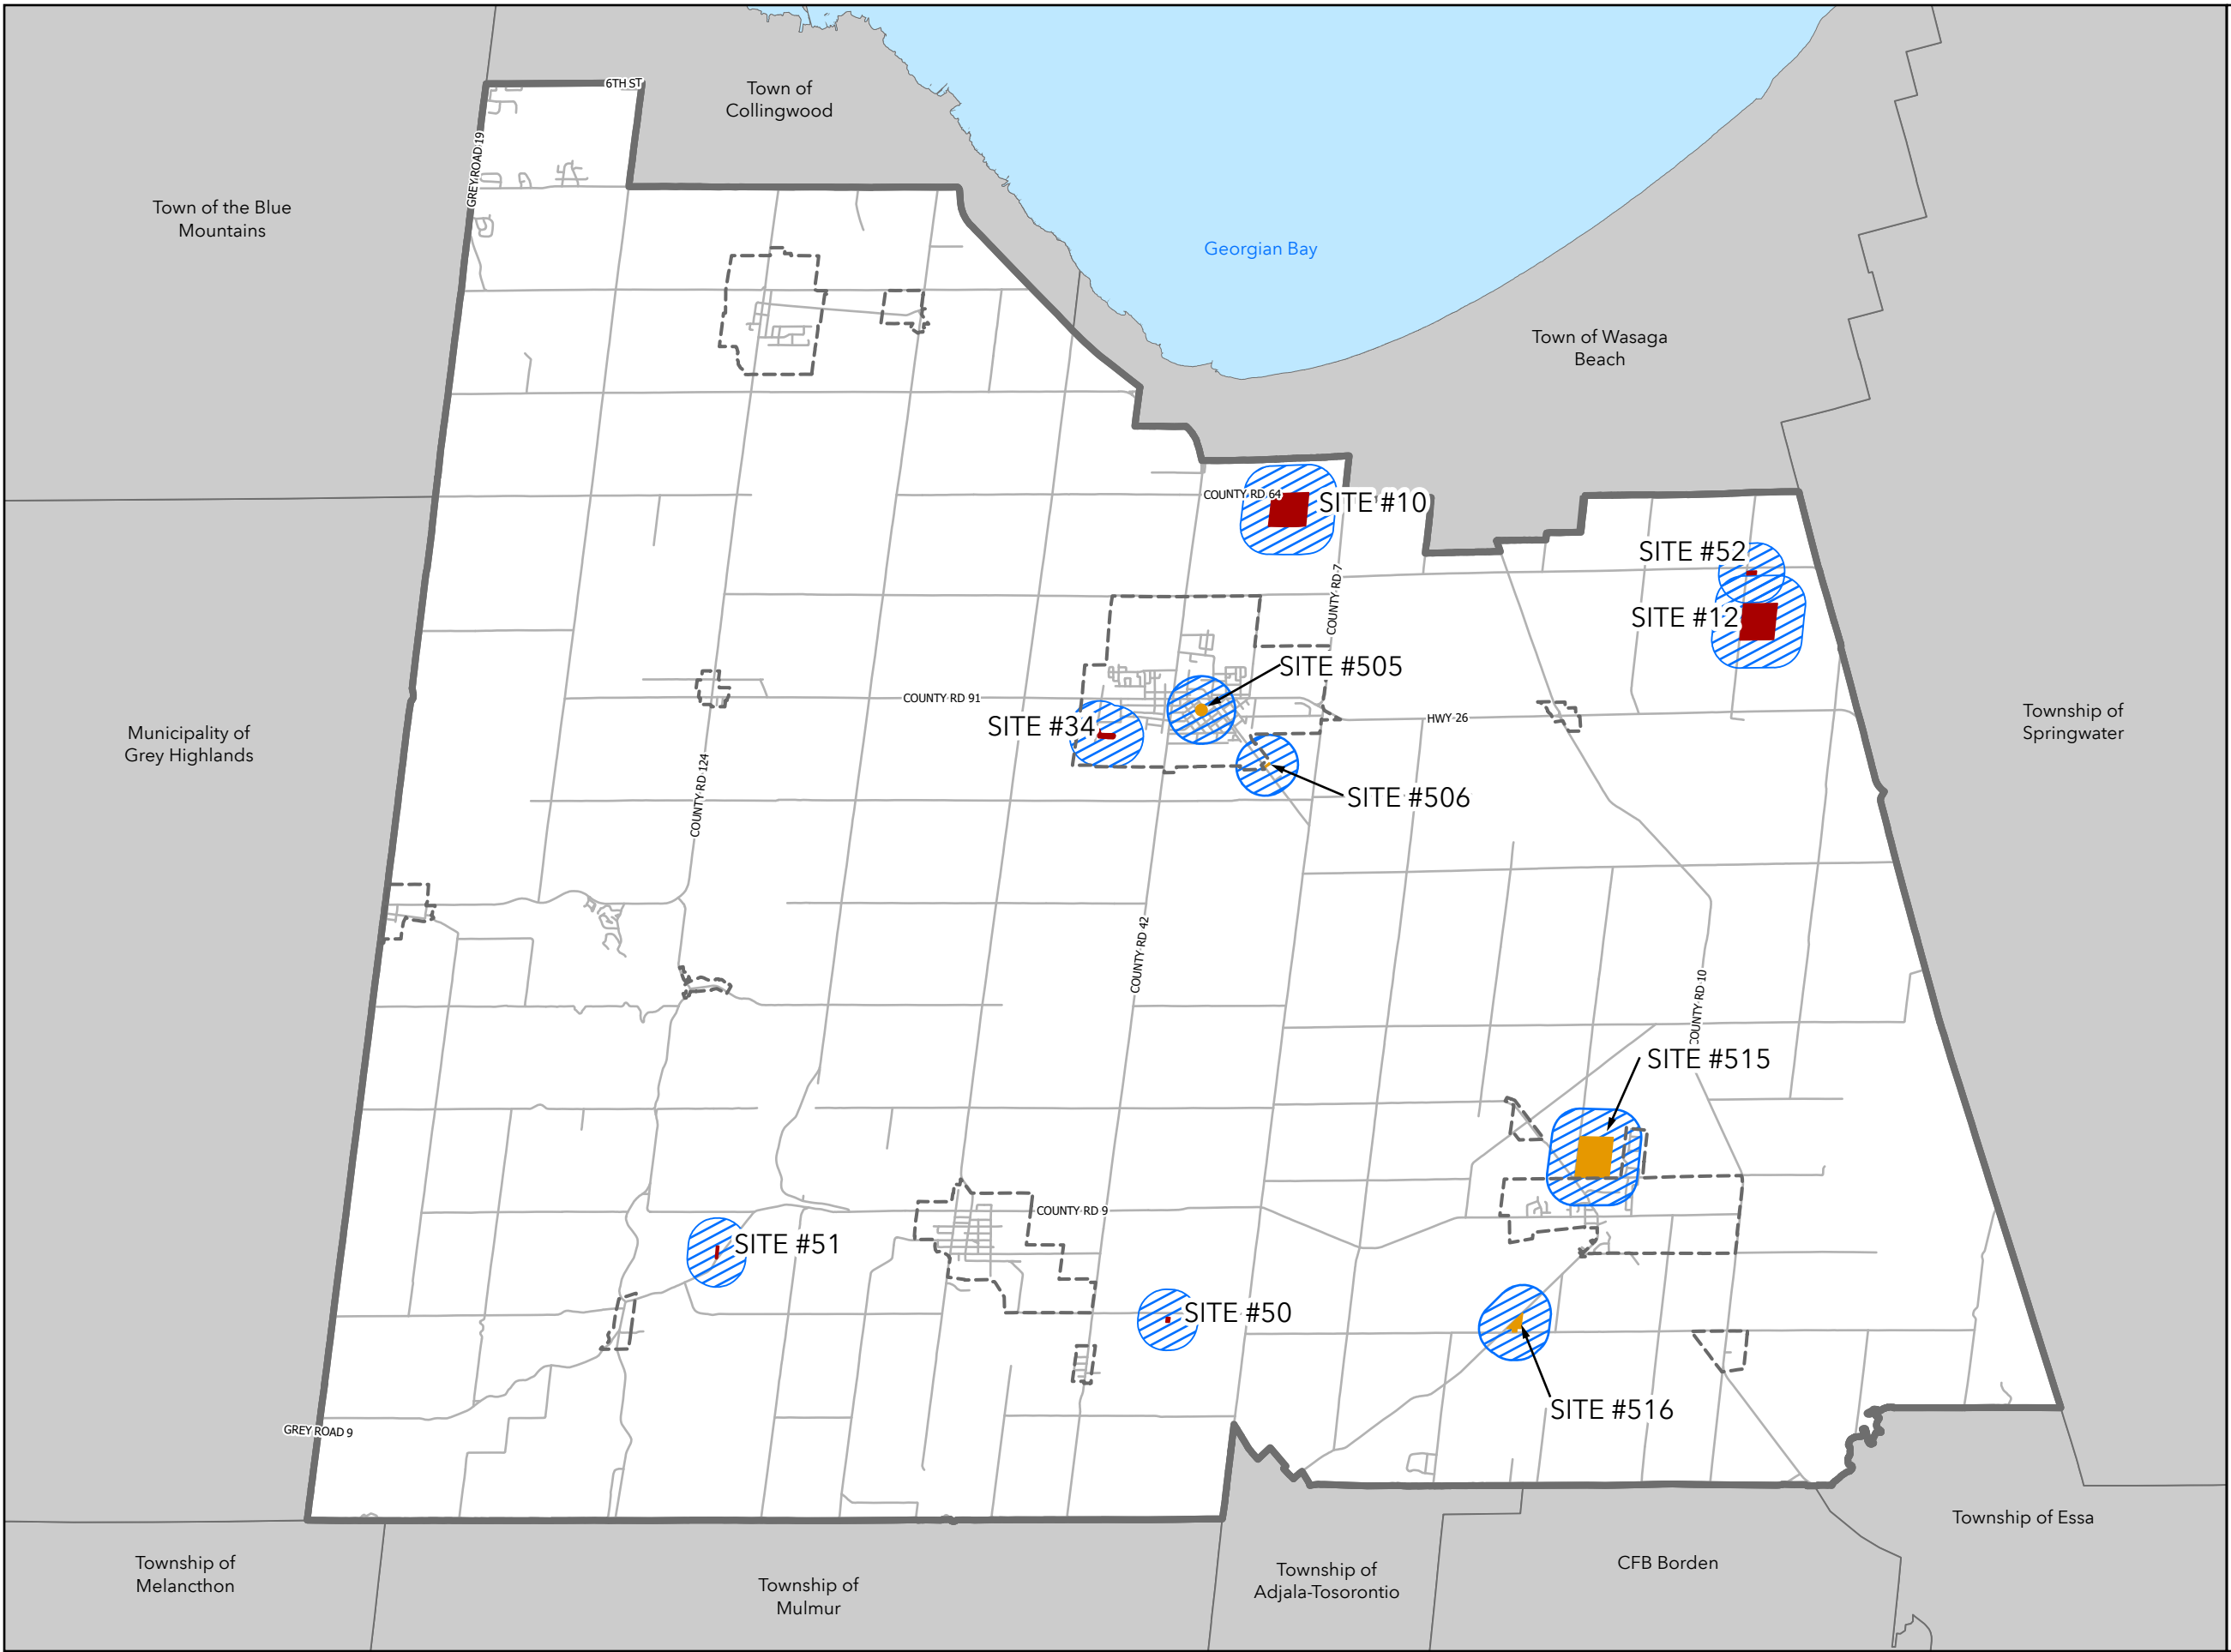 6TH ST
Town of
Collingwood
GREY ROAD 19
Town of the Blue
Mountains
Georgian Bay
Town of Wasaga
Beach
COUNTY RD 64
SITE #10
SITE #52
COUNTY RD 7
SITE #12
SITE #505
COUNTY RD 91
SITE #34
HWY 26
Municipality of
Grey Highlands
Township of
Springwater
COUNTY RD 124
SITE #506
COUNTY RD 42
COUNTY RD 10
SITE #515
COUNTY RD 9
SITE #51
SITE #50
SITE #516
GREY ROAD 9
Township of Essa
Township of
Melancthon
Township of
Mulmur
Township of
Adjala-Tosorontio
CFB Borden